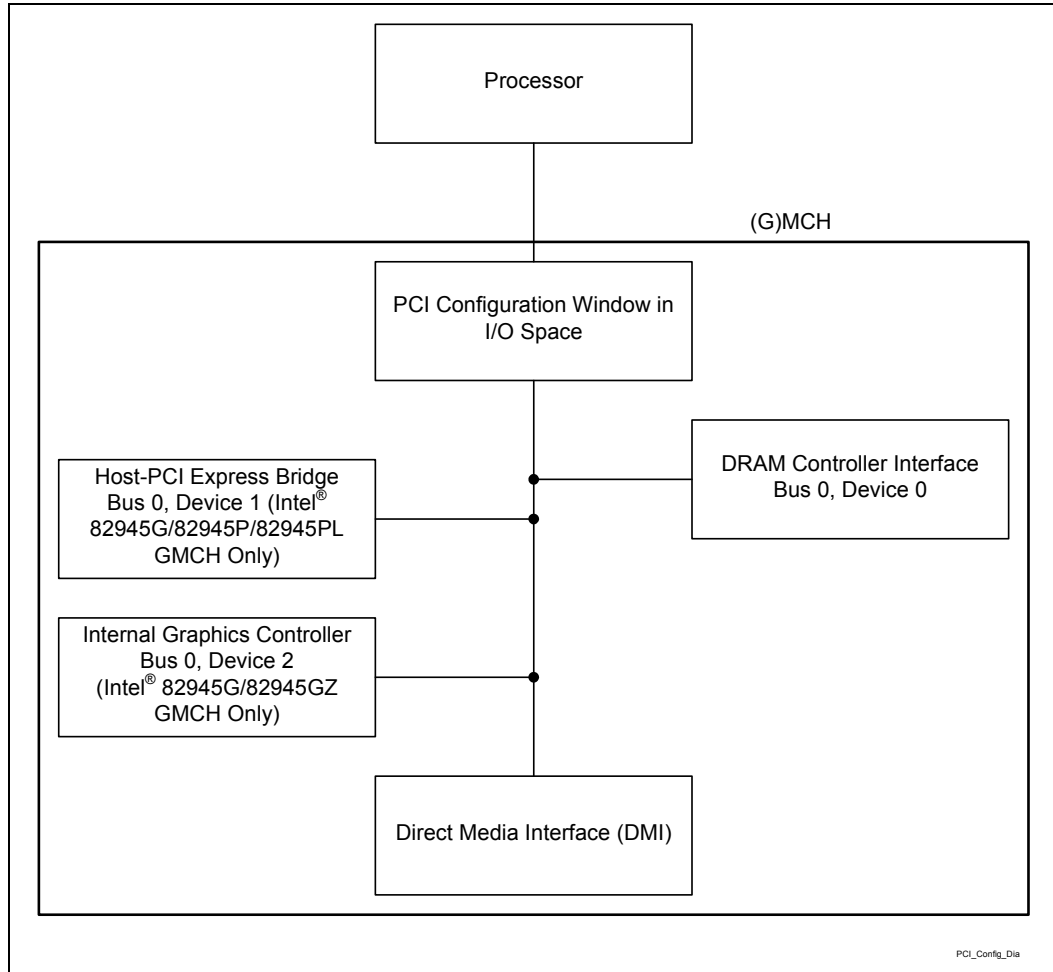 Processor
(G)MCH
PCI Configuration Window in
I/O Space
Host-PCI Express Bridge
Bus 0, Device 1 (Intel®
82945G/82945P/82945PL
GMCH Only)
DRAM Controller Interface
Bus 0, Device 0
Internal Graphics Controller
Bus 0, Device 2
(Intel® 82945G/82945GZ
GMCH Only)
Direct Media Interface (DMI)
PCI_Config_Dia